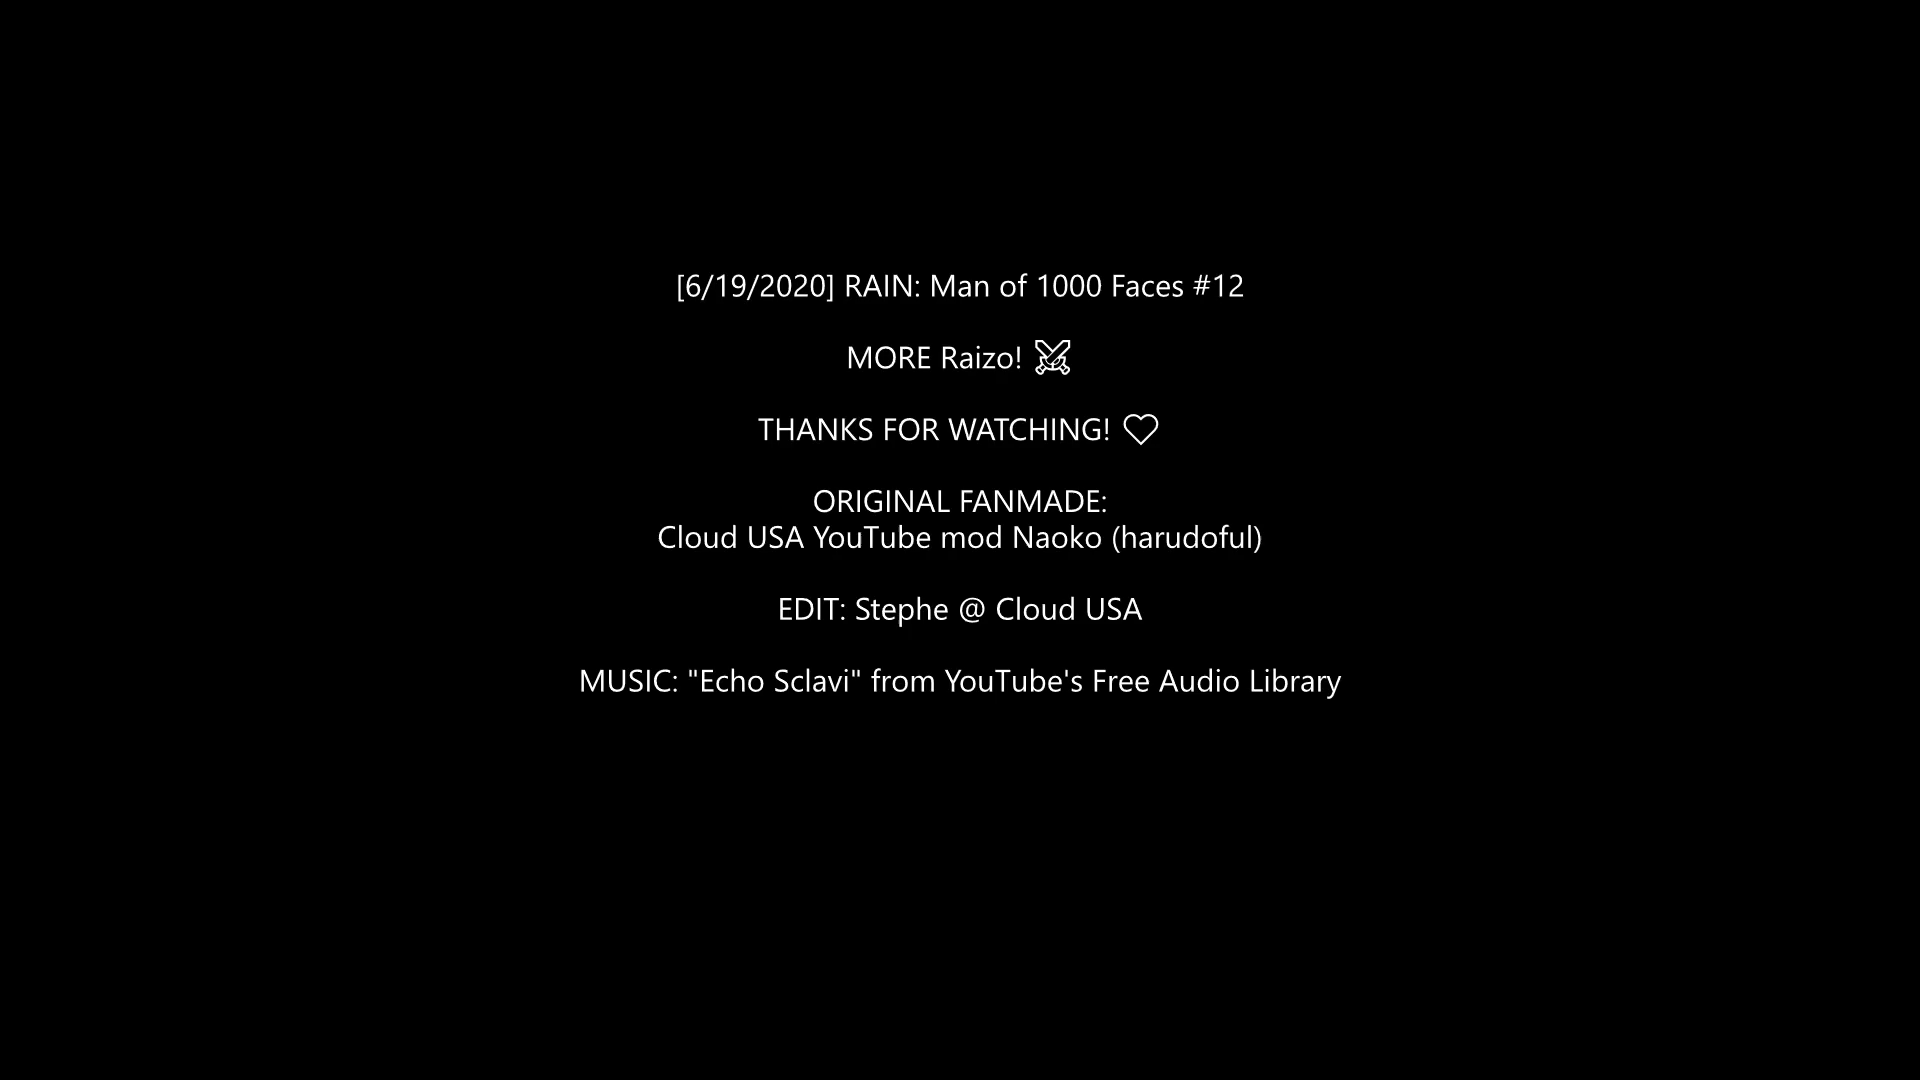 [6/19/2020] RAIN: Man of 1000 Faces #12
MORE Raizo! ⚔
THANKS FOR WATCHING! ♡
ORIGINAL FANMADE:
Cloud USA YouTube mod Naoko (harudoful)
EDIT: Stephe @ Cloud USA
MUSIC: "Echo Sclavi" from YouTube's Free Audio Library